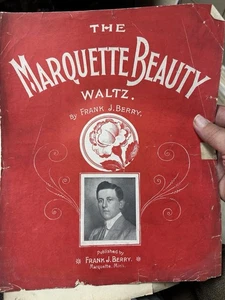 THE
MARQUETTE BEAUTY
WALTZ.
By FRANK J. BERRY.
Published by
FRANK J. BERRY.
Marquette, Mich.